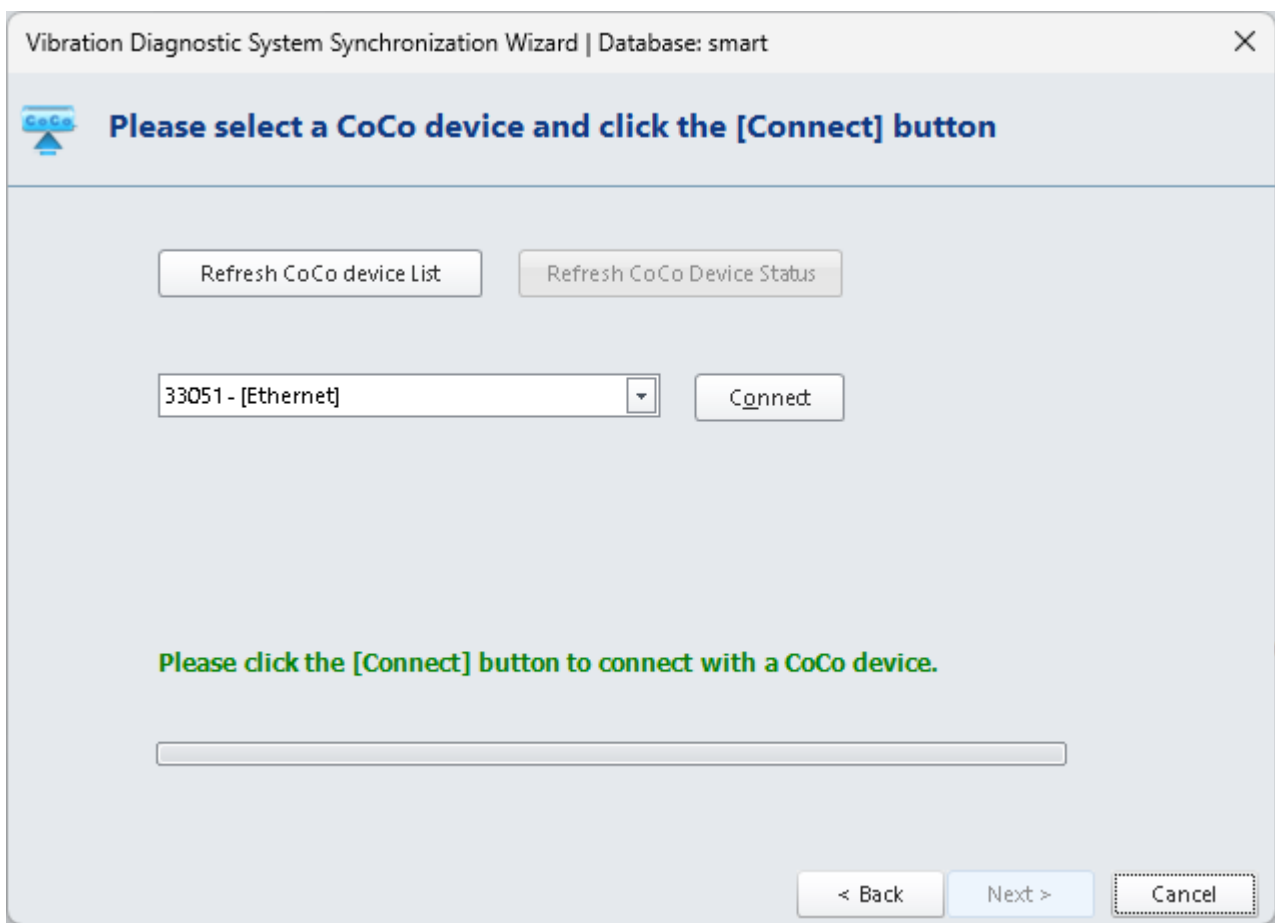 Vibration Diagnostic System Synchronization Wizard | Database: smart
CoCo
Please select a CoCo device and click the [Connect] button
Refresh CoCo device List
Refresh CoCo Device Status
33051 - [Ethernet]
Connect
Please click the [Connect] button to connect with a CoCo device.
< Back
Next >
Cancel